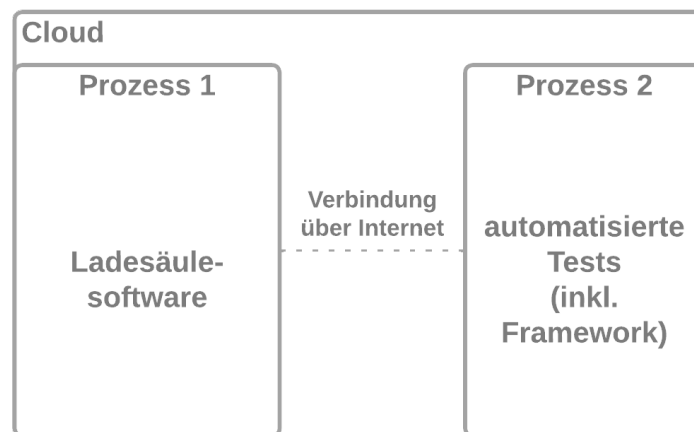 Cloud
Prozess 1
Prozess 2
Verbindung
über Internet
Ladesäule-
software
automatisierte
Tests
(inkl.
Framework)